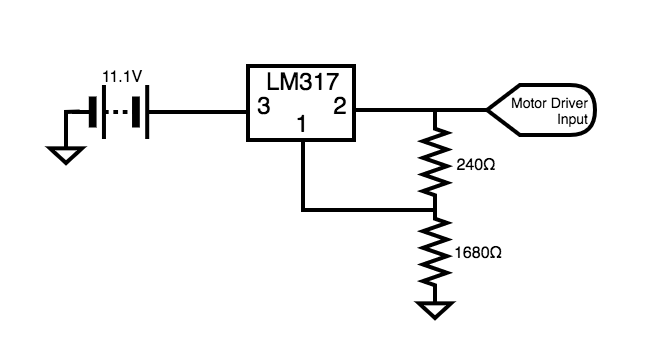 11.1V
LM317
3
2
1
Motor Driver
Input
240Ω
1680Ω